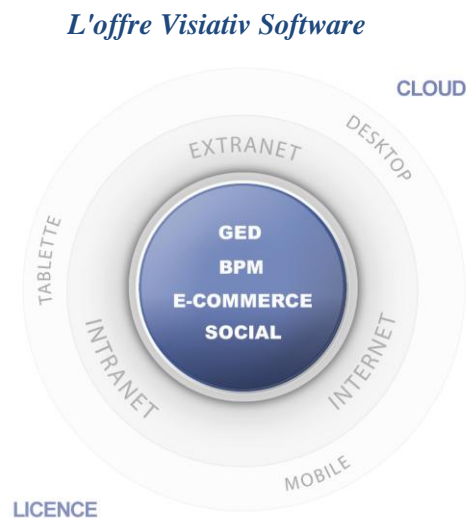 L'offre Visiativ Software
CLOUD
DESKTOP
EXTRANET
TABLETTE
GED
BPM
E-COMMERCE
SOCIAL
INTRANET
INTERNET
MOBILE
LICENCE